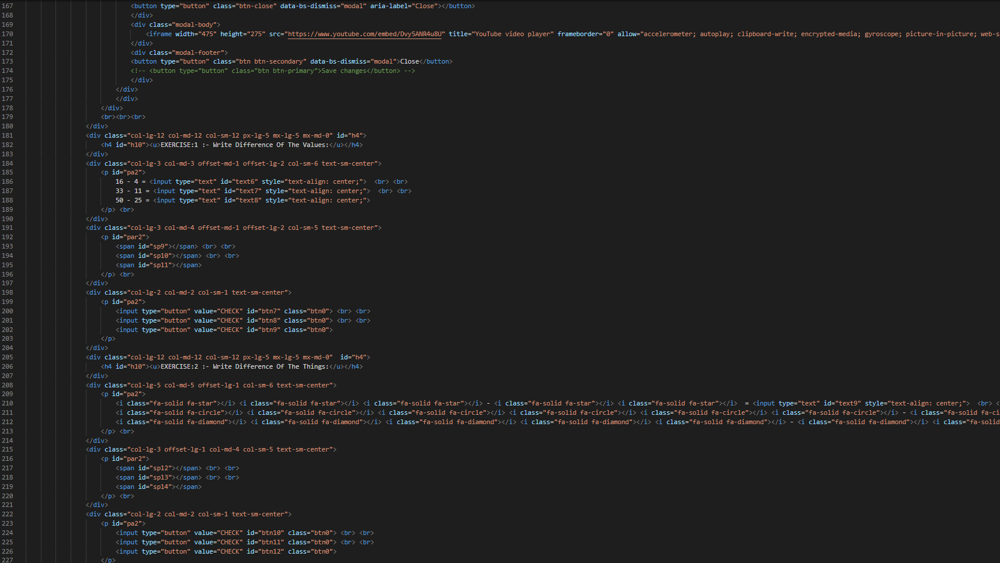 167 <button type="button" class="btn-close" data-bs-dismiss="modal" aria-label="Close"></button>
168 </div>
169 <div class="modal-body">
170 <iframe width="475" height="275" src="https://www.youtube.com/embed/Dvy5ANR4u8U" title="YouTube video player" frameborder="0" allow="accelerometer; autoplay; clipboard-write; encrypted-media; gyroscope; picture-in-picture; web-s
171 </div>
172 <div class="modal-footer">
173 <button type="button" class="btn btn-secondary" data-bs-dismiss="modal">Close</button>
174 <!-- <button type="button" class="btn btn-primary">Save changes</button> -->
175 </div>
176 </div>
177 </div>
178 </div>
179 <br><br><br>
180 </div>
181 <div class="col-lg-12 col-md-12 col-sm-12 px-lg-5 mx-lg-5 mx-md-0" id="h4">
182 <h4 id="h10"><u>EXERCISE:1 :- Write Difference Of The Values:</u></h4>
183 </div>
184 <div class="col-lg-3 col-md-3 offset-md-1 offset-lg-2 col-sm-6 text-sm-center">
185 <p id="pa2">
186 16 - 4 = <input type="text" id="text6" style="text-align: center;">  <br> <br>
187 33 - 11 = <input type="text" id="text7" style="text-align: center;">  <br> <br>
188 50 - 25 = <input type="text" id="text8" style="text-align: center;">
189 </p> <br>
190 </div>
191 <div class="col-lg-3 col-md-4 offset-md-1 offset-lg-2 col-sm-5 text-sm-center">
192 <p id="par2">
193 <span id="sp9"></span> <br> <br>
194 <span id="sp10"></span> <br> <br>
195 <span id="sp11"></span>
196 </p> <br>
197 </div>
198 <div class="col-lg-2 col-md-2 col-sm-1 text-sm-center">
199 <p id="pa2">
200 <input type="button" value="CHECK" id="btn7" class="btn0"> <br> <br>
201 <input type="button" value="CHECK" id="btn8" class="btn0"> <br> <br>
202 <input type="button" value="CHECK" id="btn9" class="btn0">
203 </p>
204 </div>
205 <div class="col-lg-12 col-md-12 col-sm-12 px-lg-5 mx-lg-5 mx-md-0"  id="h4">
206 <h4 id="h10"><u>EXERCISE:2 :- Write Difference Of The Things:</u></h4>
207 </div>
208 <div class="col-lg-5 col-md-5 offset-lg-1 col-sm-6 text-sm-center">
209 <p id="pa2">
210 <i class="fa-solid fa-star"></i> <i class="fa-solid fa-star"></i> <i class="fa-solid fa-star"></i> - <i class="fa-solid fa-star"></i> <i class="fa-solid fa-star"></i>  = <input type="text" id="text9" style="text-align: center;">  <br> <
211 <i class="fa-solid fa-circle"></i> <i class="fa-solid fa-circle"></i> <i class="fa-solid fa-circle"></i> <i class="fa-solid fa-circle"></i> <i class="fa-solid fa-circle"></i> <i class="fa-solid fa-circle"></i> - <i class="fa-solid fa-ci
212 <i class="fa-solid fa-diamond"></i> <i class="fa-solid fa-diamond"></i> <i class="fa-solid fa-diamond"></i> <i class="fa-solid fa-diamond"></i> <i class="fa-solid fa-diamond"></i> - <i class="fa-solid fa-diamond"></i> <i class="fa-solid
213 </p> <br>
214 </div>
215 <div class="col-lg-3 offset-lg-1 col-md-4 col-sm-5 text-sm-center">
216 <p id="par2">
217 <span id="sp12"></span> <br> <br>
218 <span id="sp13"></span> <br> <br>
219 <span id="sp14"></span>
220 </p> <br>
221 </div>
222 <div class="col-lg-2 col-md-2 col-sm-1 text-sm-center">
223 <p id="pa2">
224 <input type="button" value="CHECK" id="btn10" class="btn0"> <br> <br>
225 <input type="button" value="CHECK" id="btn11" class="btn0"> <br> <br>
226 <input type="button" value="CHECK" id="btn12" class="btn0">
227 </p>